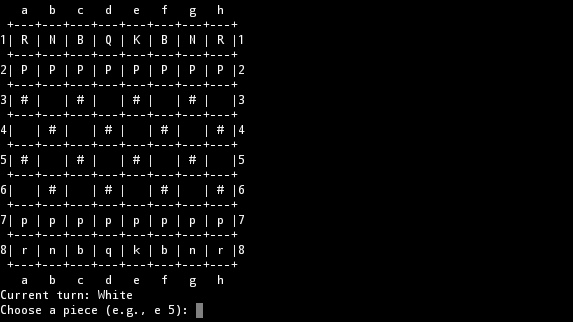 a   b   c   d   e   f   g   h
 +---+---+---+---+---+---+---+---+
1| R | N | B | Q | K | B | N | R |1
 +---+---+---+---+---+---+---+---+
2| P | P | P | P | P | P | P | P |2
 +---+---+---+---+---+---+---+---+
3| # |   | # |   | # |   | # |   |3
 +---+---+---+---+---+---+---+---+
4|   | # |   | # |   | # |   | # |4
 +---+---+---+---+---+---+---+---+
5| # |   | # |   | # |   | # |   |5
 +---+---+---+---+---+---+---+---+
6|   | # |   | # |   | # |   | # |6
 +---+---+---+---+---+---+---+---+
7| p | p | p | p | p | p | p | p |7
 +---+---+---+---+---+---+---+---+
8| r | n | b | q | k | b | n | r |8
 +---+---+---+---+---+---+---+---+
   a   b   c   d   e   f   g   h
Current turn: White
Choose a piece (e.g., e 5):